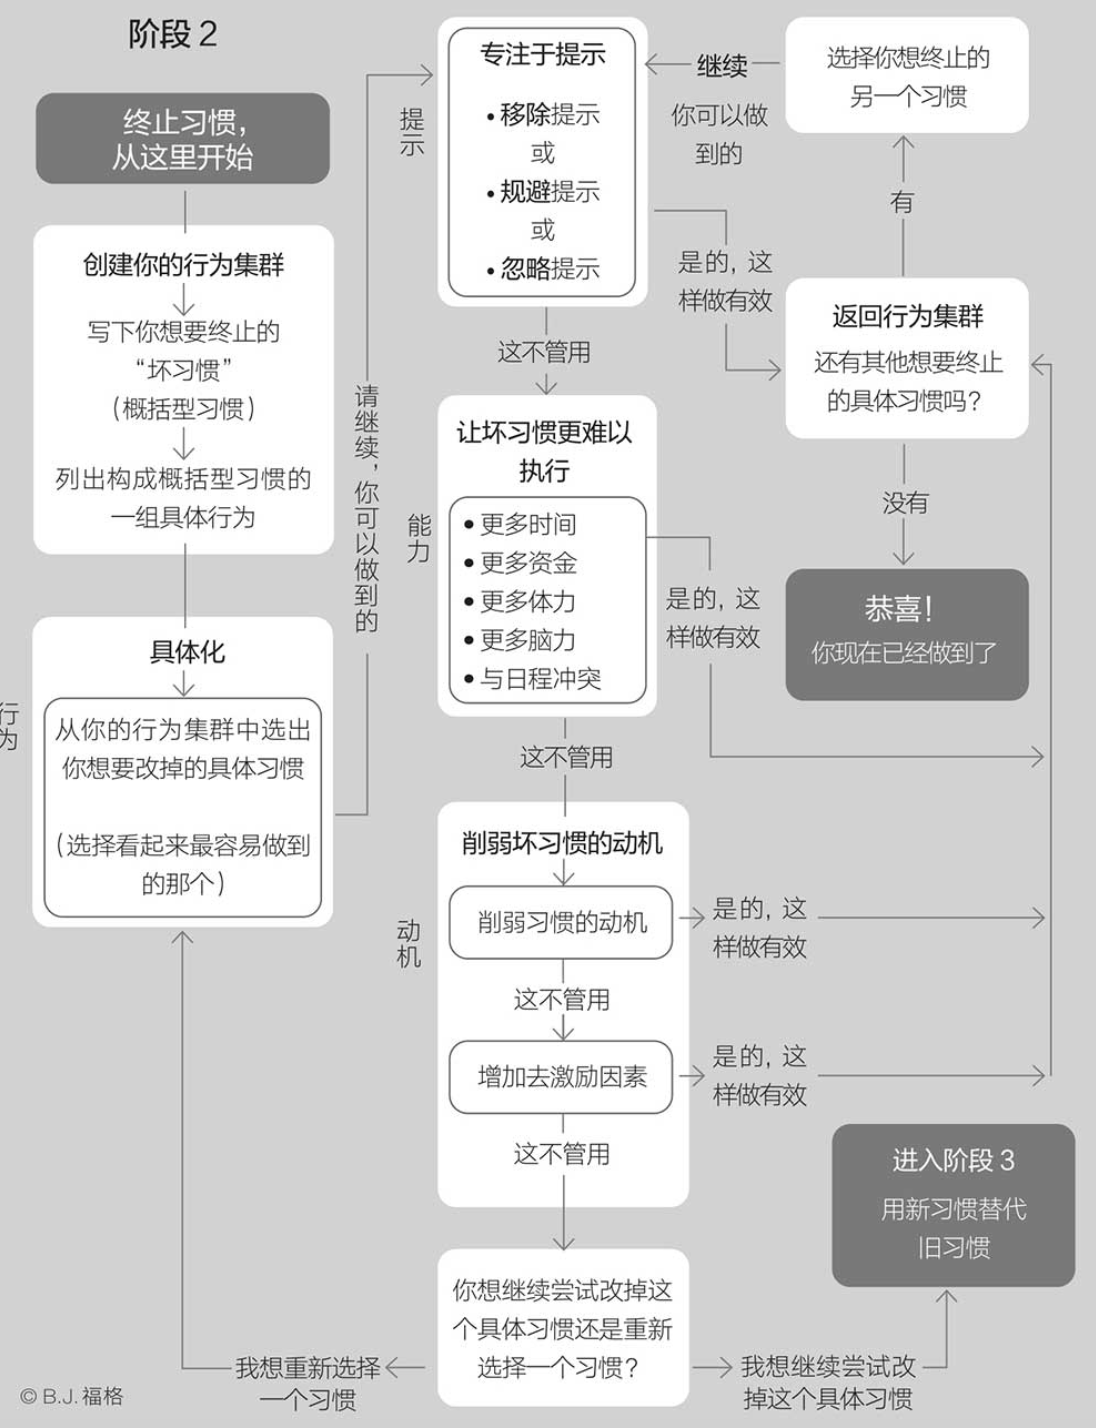 阶段 2
终止习惯，
从这里开始
创建你的行为集群
写下你想要终止的
“坏习惯”
（概括型习惯）
列出构成概括型习惯的
一组具体行为
行为
具体化
从你的行为集群中选出
你想要改掉的具体习惯
（选择看起来最容易做到
的那个）
请继续，你可以做到的
提示
专注于提示
• 移除提示
或
• 规避提示
或
• 忽略提示
这不管用
是的，这
样做有效
能力
让坏习惯更难以
执行
• 更多时间
• 更多资金
• 更多体力
• 更多脑力
• 与日程冲突
是的，这
样做有效
这不管用
动机
削弱坏习惯的动机
削弱习惯的动机
是的，这
样做有效
这不管用
增加去激励因素
是的，这
样做有效
这不管用
你想继续尝试改掉这
个具体习惯还是重新
选择一个习惯？
我想重新选择
一个习惯
我想继续尝试改
掉这个具体习惯
进入阶段 3
用新习惯替代
旧习惯
返回行为集群
还有其他想要终止
的具体习惯吗？
有
选择你想终止的
另一个习惯
继续
你可以做
到的
没有
恭喜！
你现在已经做到了
© B.J. 福格